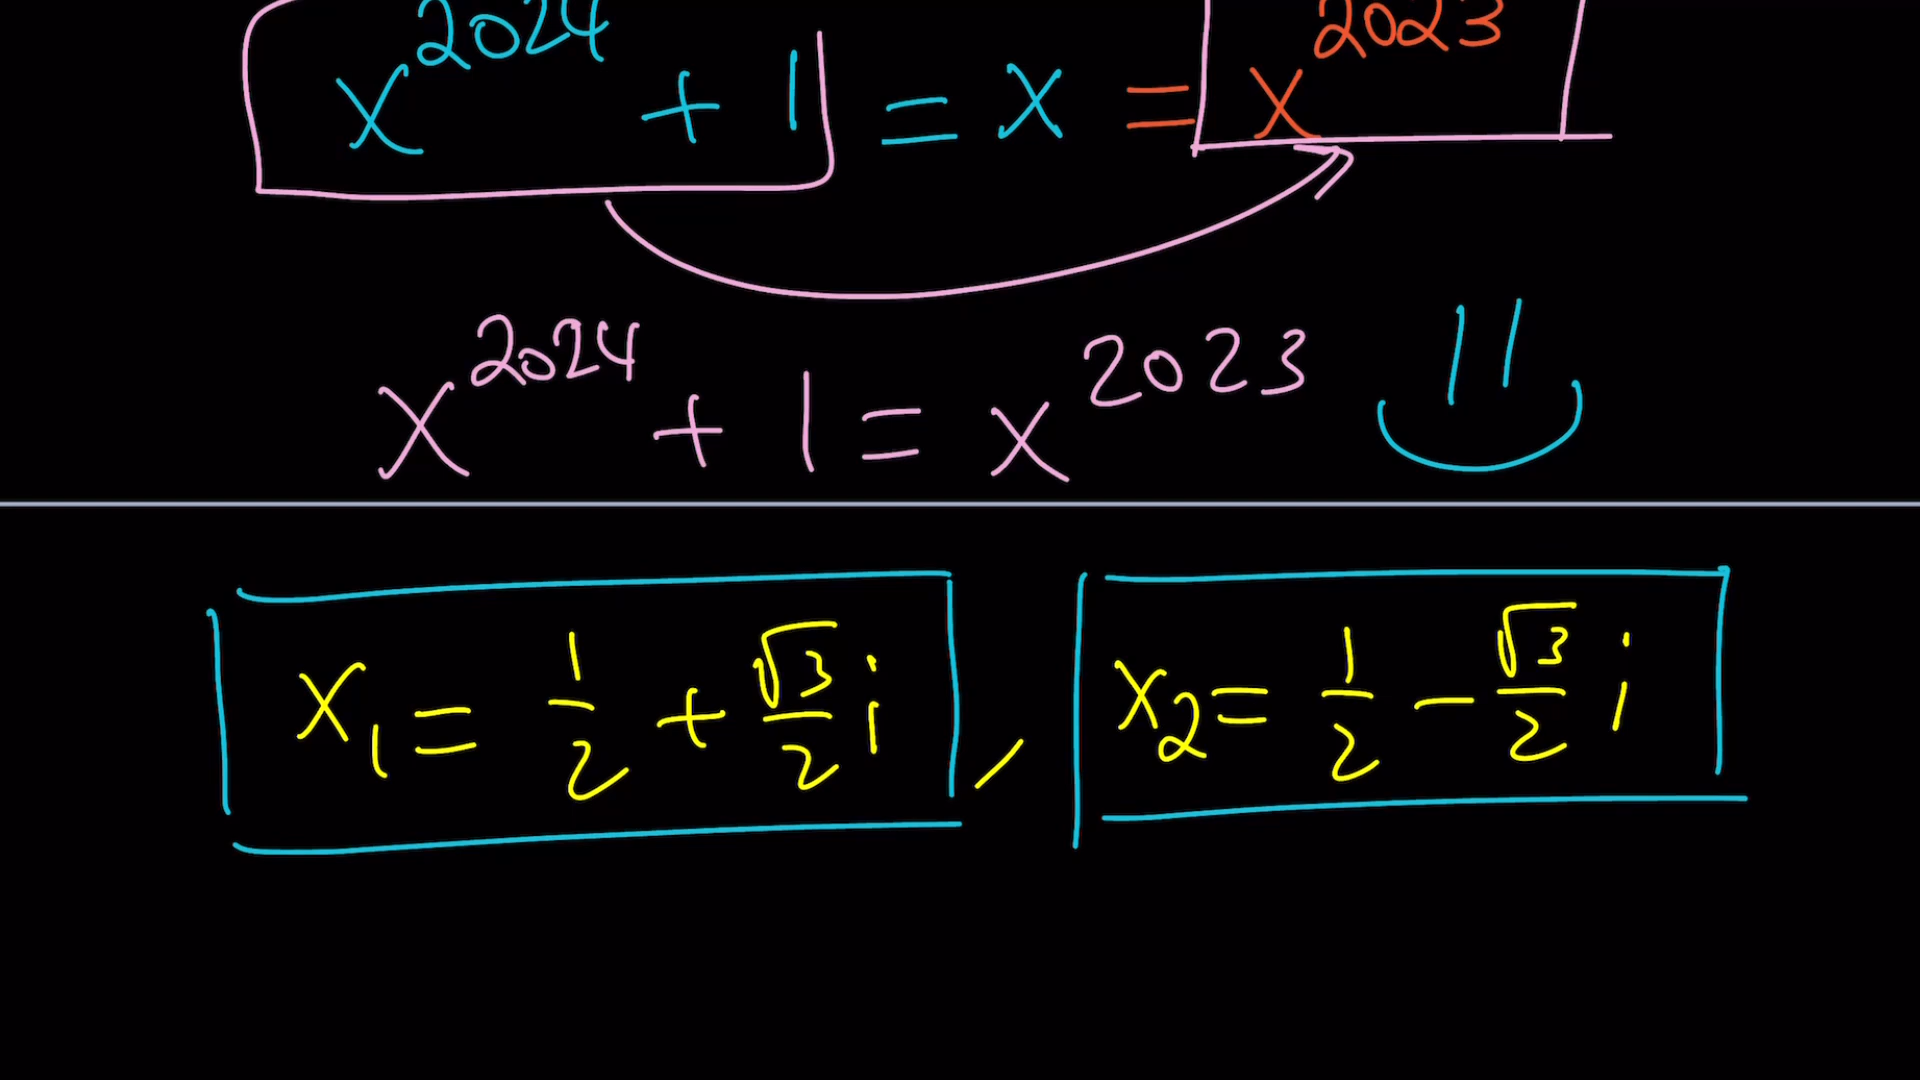 x^2024 + 1 = x = x^2023
x^2024 + 1 = x^2023
x₁ = 1/2 + √3/2 i , x₂ = 1/2 - √3/2 i